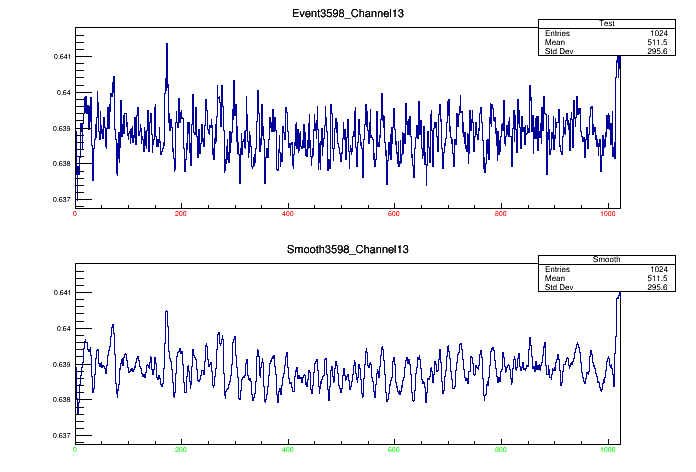 Event3598_Channel13
Test
Entries 1024
Mean 511.5
Std Dev 295.6
0.641
0.64
0.639
0.638
0.637
0 200 400 600 800 1000
Smooth3598_Channel13
Smooth
Entries 1024
Mean 511.5
Std Dev 295.6
0.641
0.64
0.639
0.638
0.637
0 200 400 600 800 1000